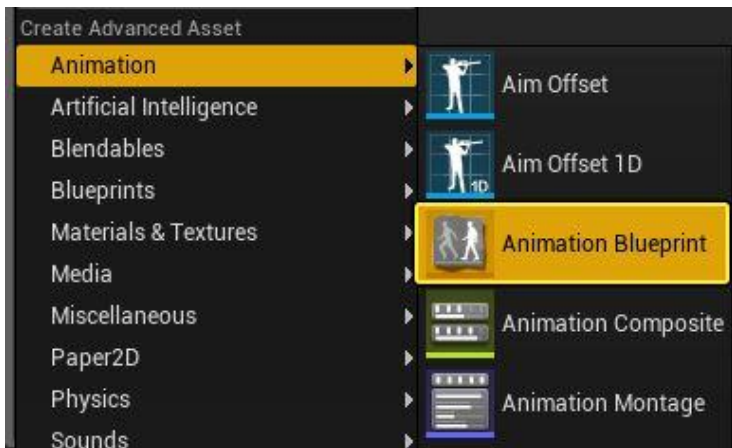 Create Advanced Asset
Animation
Artificial Intelligence
Blendables
Blueprints
Materials & Textures
Media
Miscellaneous
Paper2D
Physics
Sounds
Aim Offset
Aim Offset 1D
1D
Animation Blueprint
Animation Composite
Animation Montage